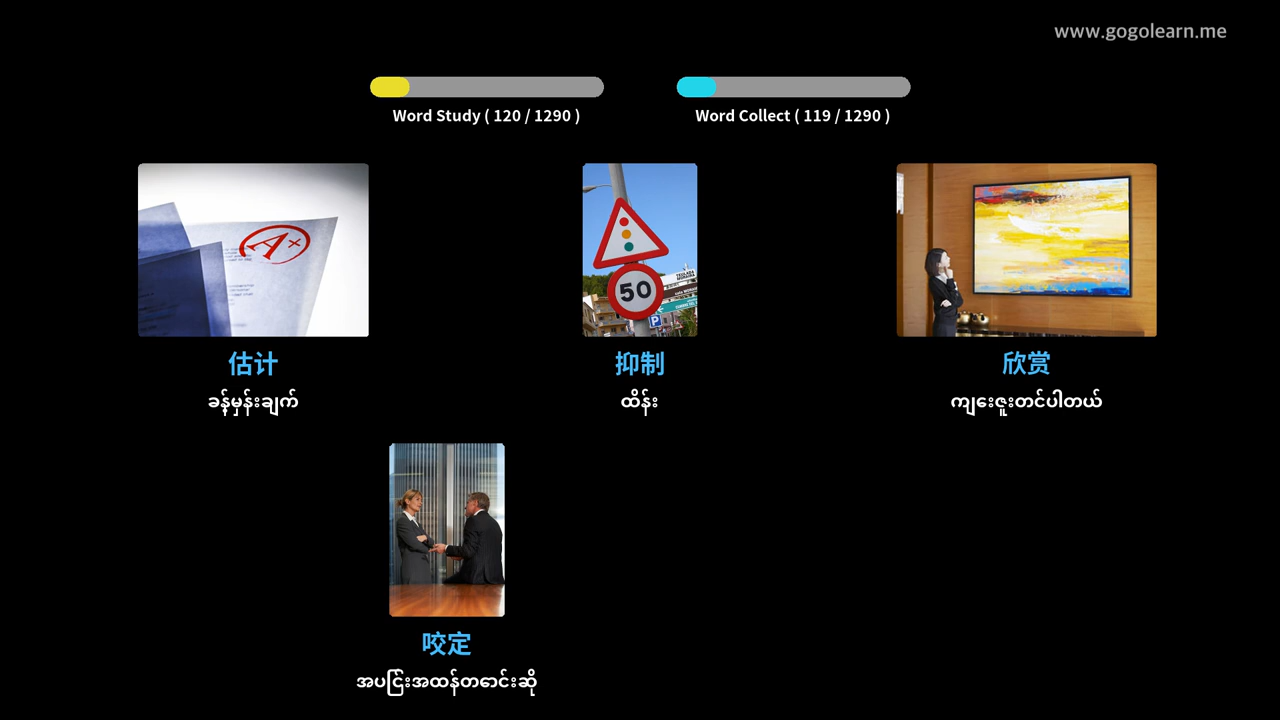 www.gogolearn.me
Word Study ( 120 / 1290 )
Word Collect ( 119 / 1290 )
A+
50
P
估计
抑制
欣赏
ခန့်မှန်းချက်
ထိန်း
ကျေးဇူးတင်ပါတယ်
咬定
အပြင်းအထန်တောင်းဆို